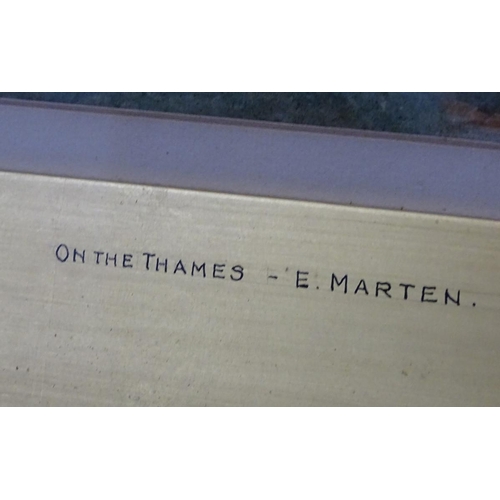 ON THE THAMES - E. MARTEN.